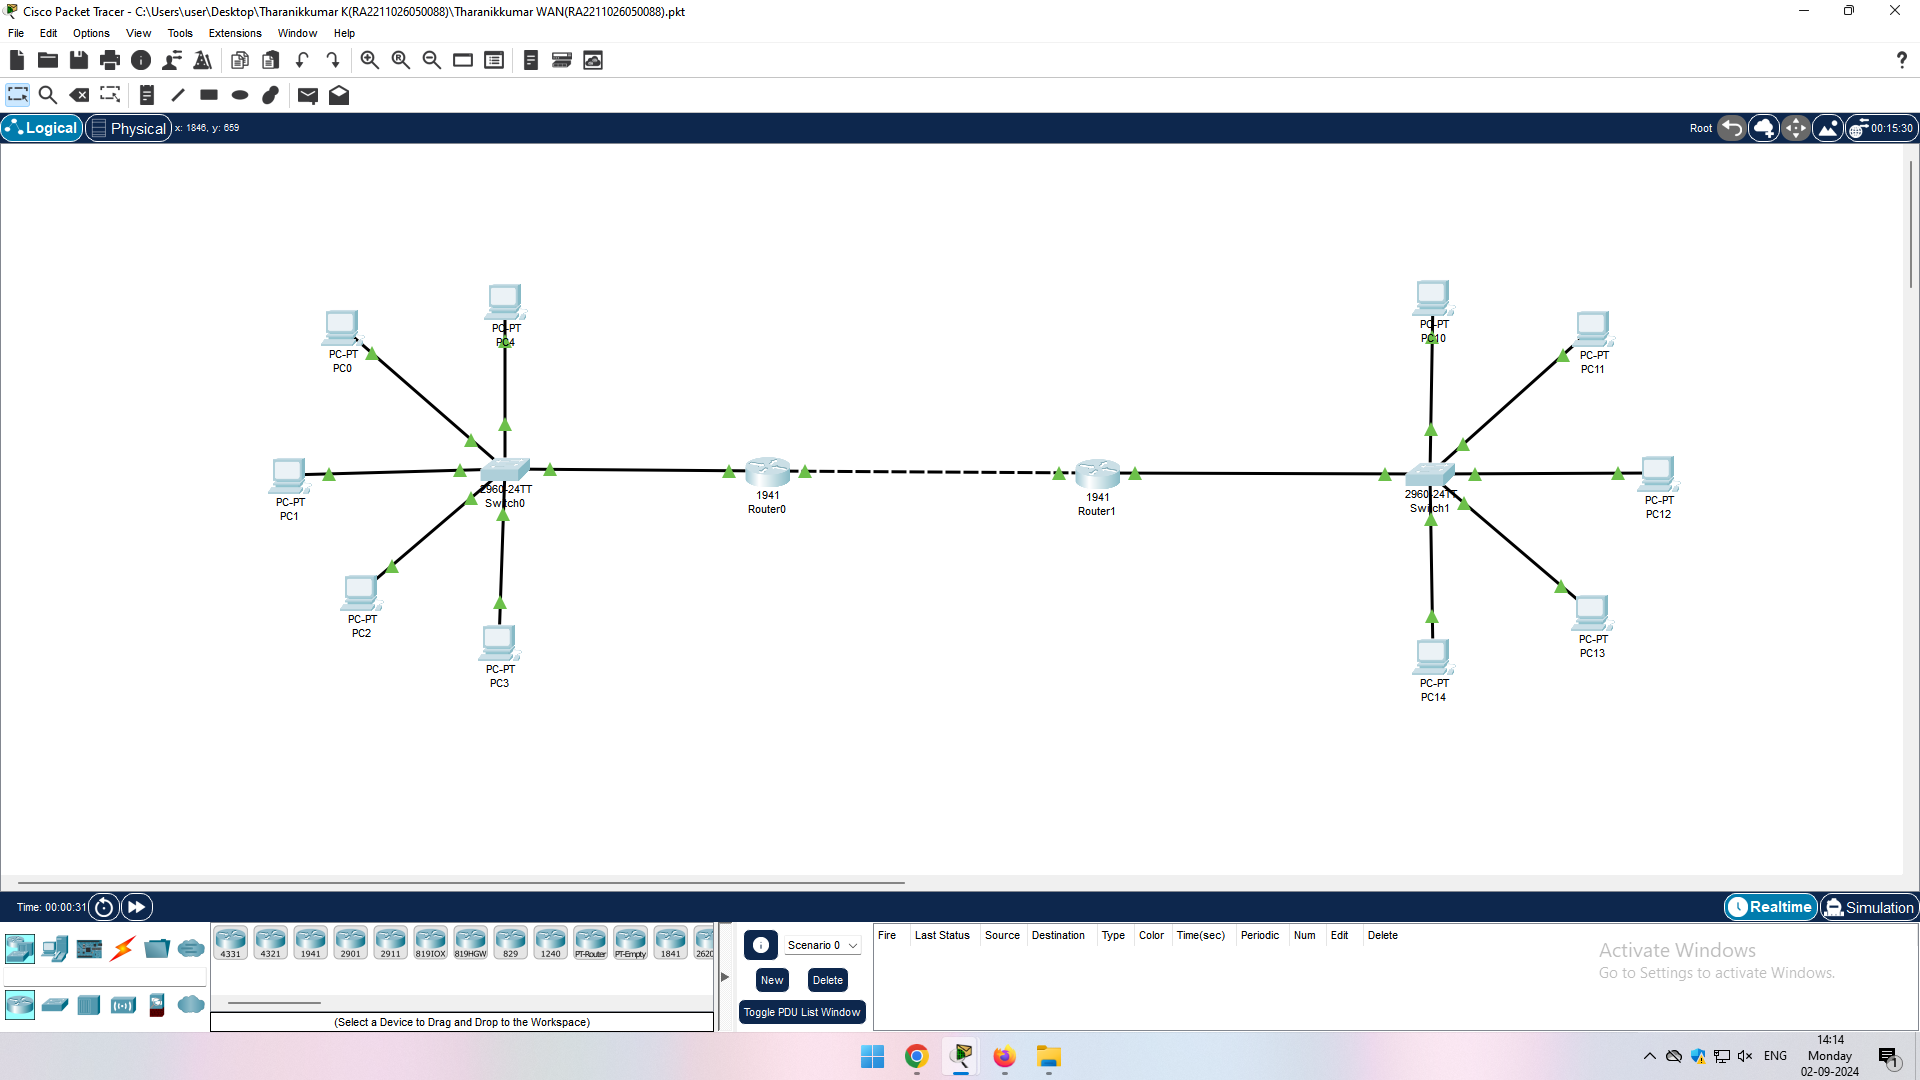 Cisco Packet Tracer - C:\Users\user\Desktop\Tharanikkumar K(RA2211026050088)\Tharanikkumar WAN(RA2211026050088).pkt
File Edit Options View Tools Extensions Window Help
Logical Physical x: 1846, y: 659 Root 00:15:30
PC-PT
PC10
PC-PT
PC4
PC-PT
PC0
PC-PT
PC11
2960-24TT
Switch0
1941
Router0
1941
Router1
2960-24TT
Switch1
PC-PT
PC1
PC-PT
PC12
PC-PT
PC2
PC-PT
PC13
PC-PT
PC3
PC-PT
PC14
Time: 00:00:31 Realtime Simulation
4331 4321 1941 2901 2911 819IOX 819HGW 829 1240 PT-Router PT-Empty 1841 2620
(Select a Device to Drag and Drop to the Workspace)
Scenario 0
New Delete
Toggle PDU List Window
Fire Last Status Source Destination Type Color Time(sec) Periodic Num Edit Delete
Activate Windows
Go to Settings to activate Windows.
ENG
14:14
Monday
02-09-2024
1